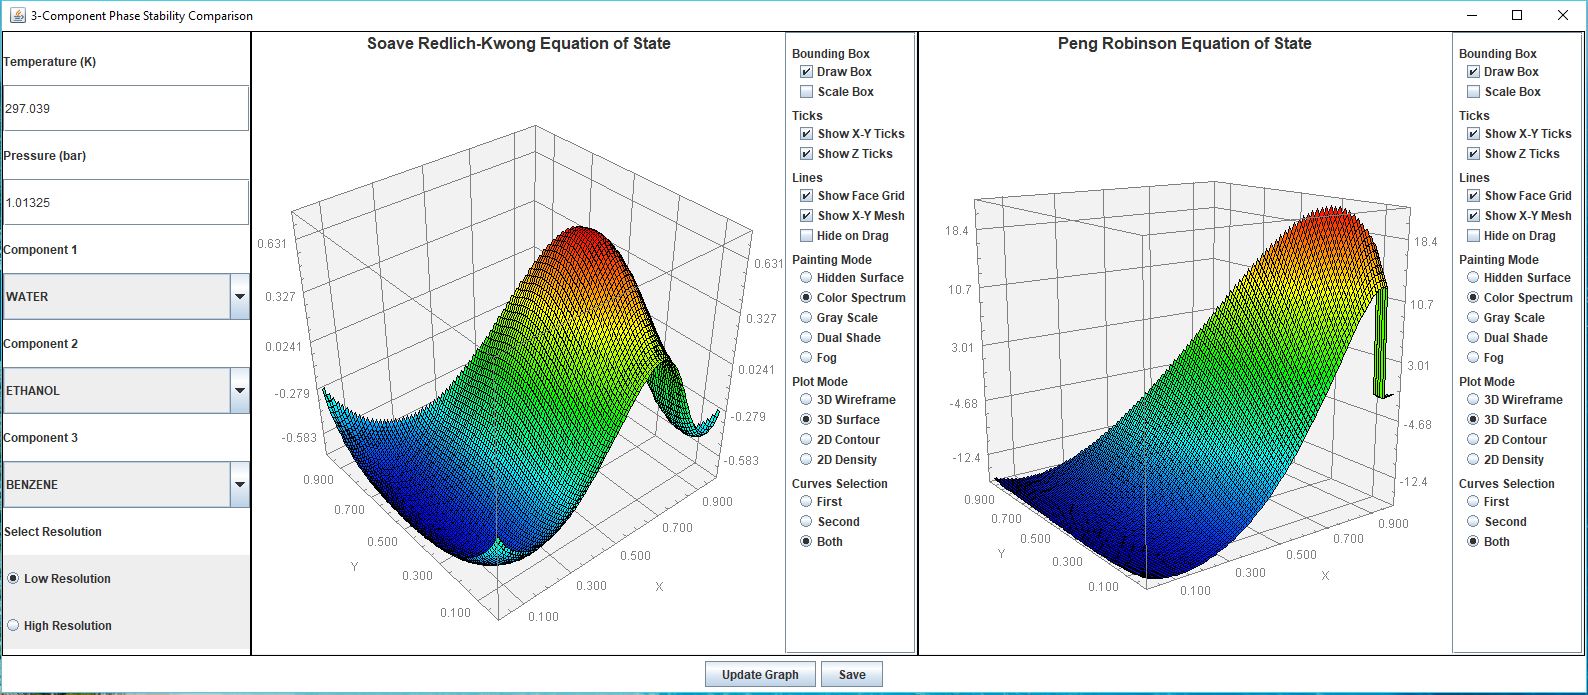 3-Component Phase Stability Comparison
Temperature (K)
297.039
Pressure (bar)
1.01325
Component 1
WATER
Component 2
ETHANOL
Component 3
BENZENE
Select Resolution
Low Resolution
High Resolution
Soave Redlich-Kwong Equation of State
0.631
0.327
0.0241
-0.279
-0.583
0.631
0.327
0.0241
-0.279
-0.583
0.900
0.700
0.500
0.300
0.100
Y
0.100
0.300
0.500
0.700
0.900
X
Bounding Box
Draw Box
Scale Box
Ticks
Show X-Y Ticks
Show Z Ticks
Lines
Show Face Grid
Show X-Y Mesh
Hide on Drag
Painting Mode
Hidden Surface
Color Spectrum
Gray Scale
Dual Shade
Fog
Plot Mode
3D Wireframe
3D Surface
2D Contour
2D Density
Curves Selection
First
Second
Both
Peng Robinson Equation of State
18.4
10.7
3.01
-4.68
-12.4
18.4
10.7
3.01
-4.68
-12.4
0.900
0.700
0.500
0.300
0.100
Y
0.100
0.300
0.500
0.700
0.900
X
Bounding Box
Draw Box
Scale Box
Ticks
Show X-Y Ticks
Show Z Ticks
Lines
Show Face Grid
Show X-Y Mesh
Hide on Drag
Painting Mode
Hidden Surface
Color Spectrum
Gray Scale
Dual Shade
Fog
Plot Mode
3D Wireframe
3D Surface
2D Contour
2D Density
Curves Selection
First
Second
Both
Update Graph
Save